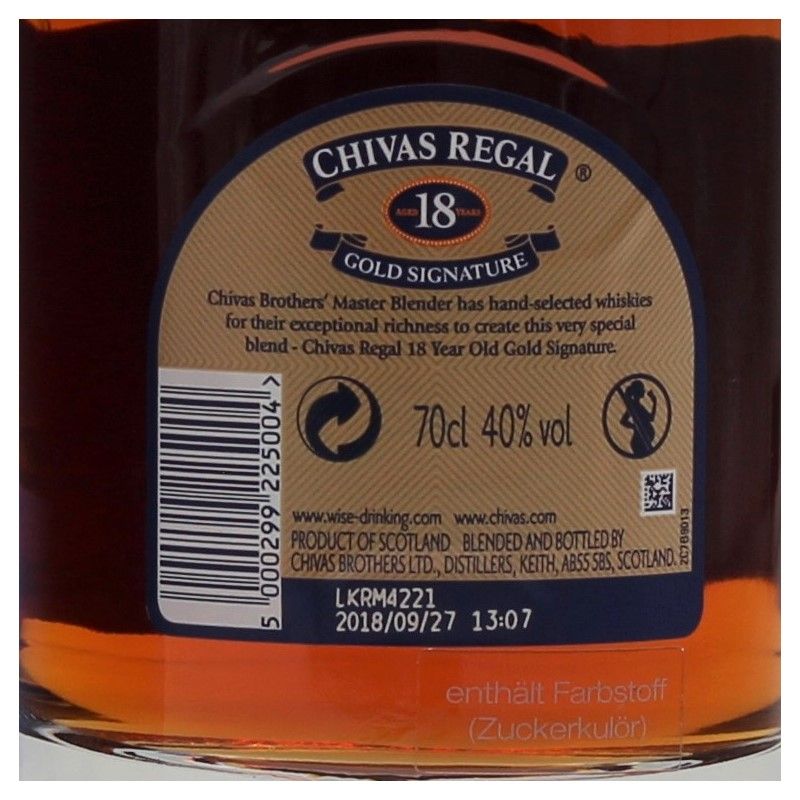 CHIVAS REGAL ®
AGED 18 YEARS
GOLD SIGNATURE
Chivas Brothers' Master Blender has hand-selected whiskies
for their exceptional richness to create this very special
blend - Chivas Regal 18 Year Old Gold Signature.
70cl 40% vol
5 000299 225004 >
www.wise-drinking.com www.chivas.com
PRODUCT OF SCOTLAND BLENDED AND BOTTLED BY
CHIVAS BROTHERS LTD., DISTILLERS, KEITH, AB55 5BS, SCOTLAND.
ZC7B9013
LKRM4221
2018/09/27 13:07
enthält Farbstoff
(Zuckerkulör)